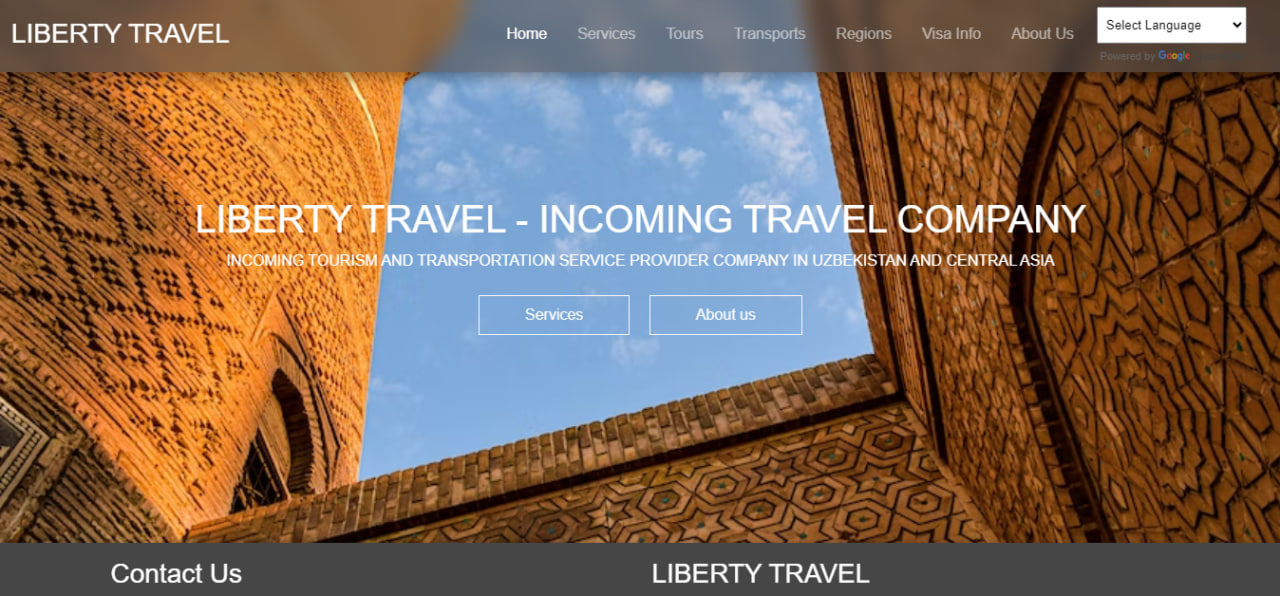 LIBERTY TRAVEL
Home Services Tours Transports Regions Visa Info About Us
Select Language
Powered by Google
LIBERTY TRAVEL - INCOMING TRAVEL COMPANY
INCOMING TOURISM AND TRANSPORTATION SERVICE PROVIDER COMPANY IN UZBEKISTAN AND CENTRAL ASIA
Services About us
Contact Us LIBERTY TRAVEL